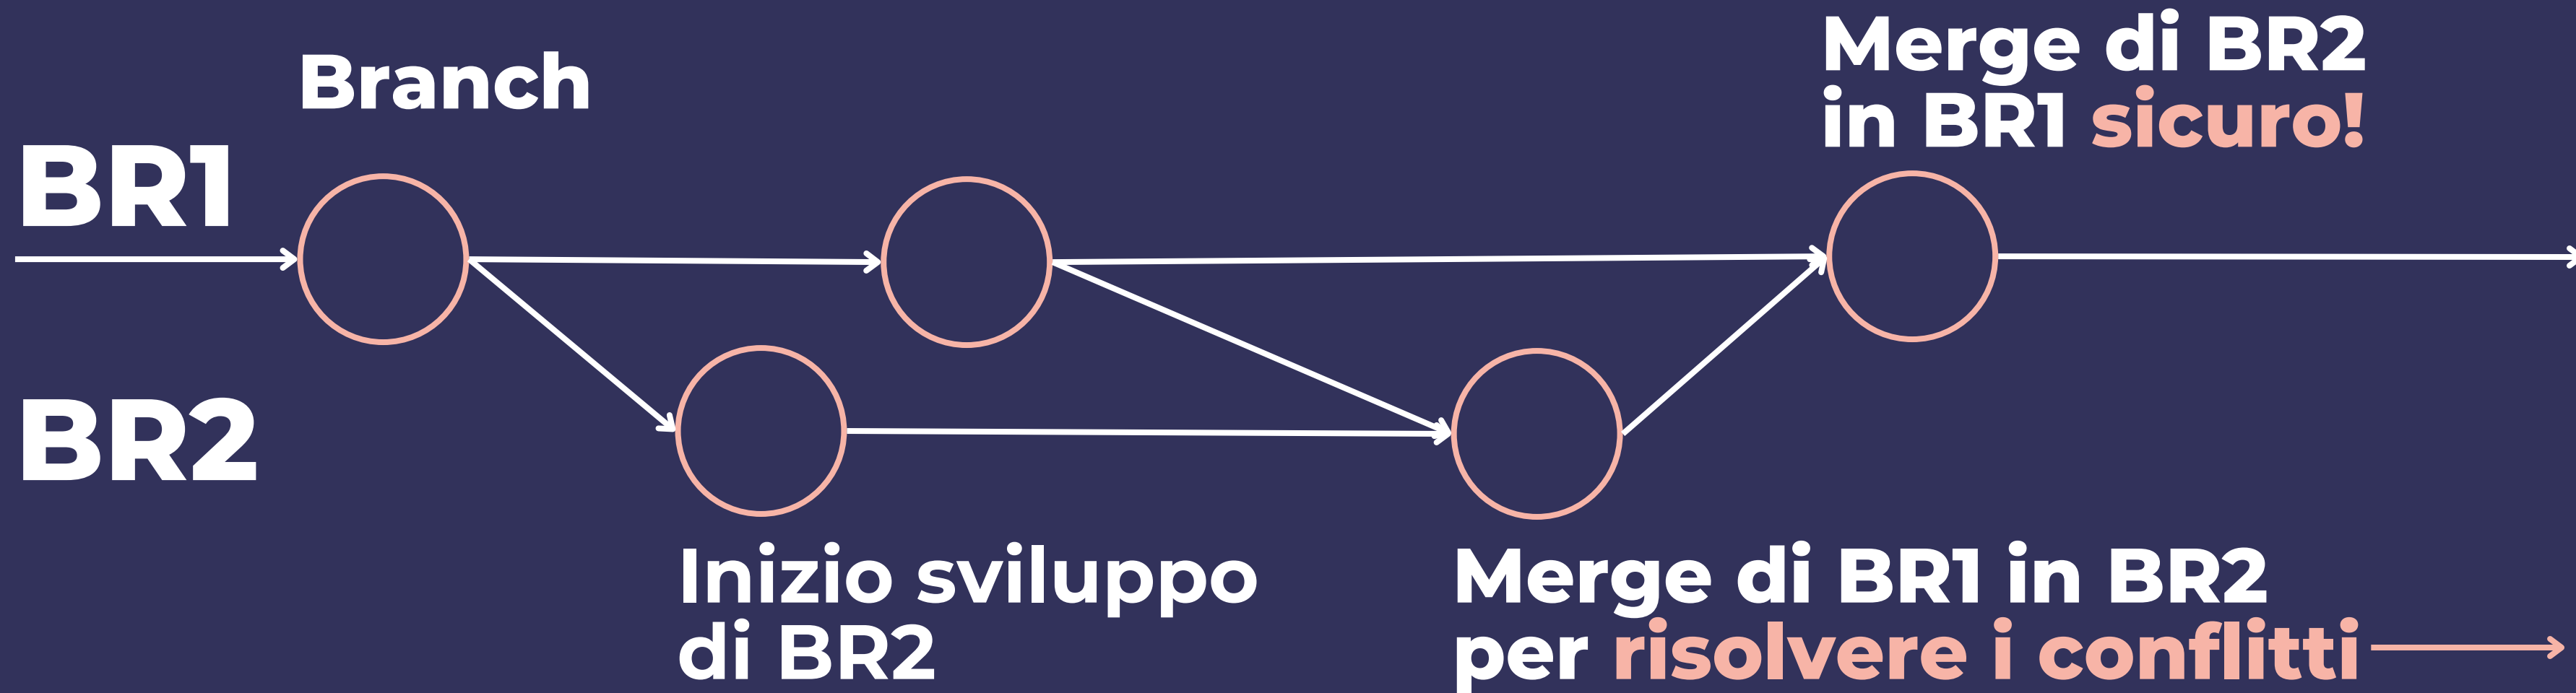 Branch
Merge di BR2
in BR1 sicuro!
BR1
BR2
Inizio sviluppo
di BR2
Merge di BR1 in BR2
per risolvere i conflitti